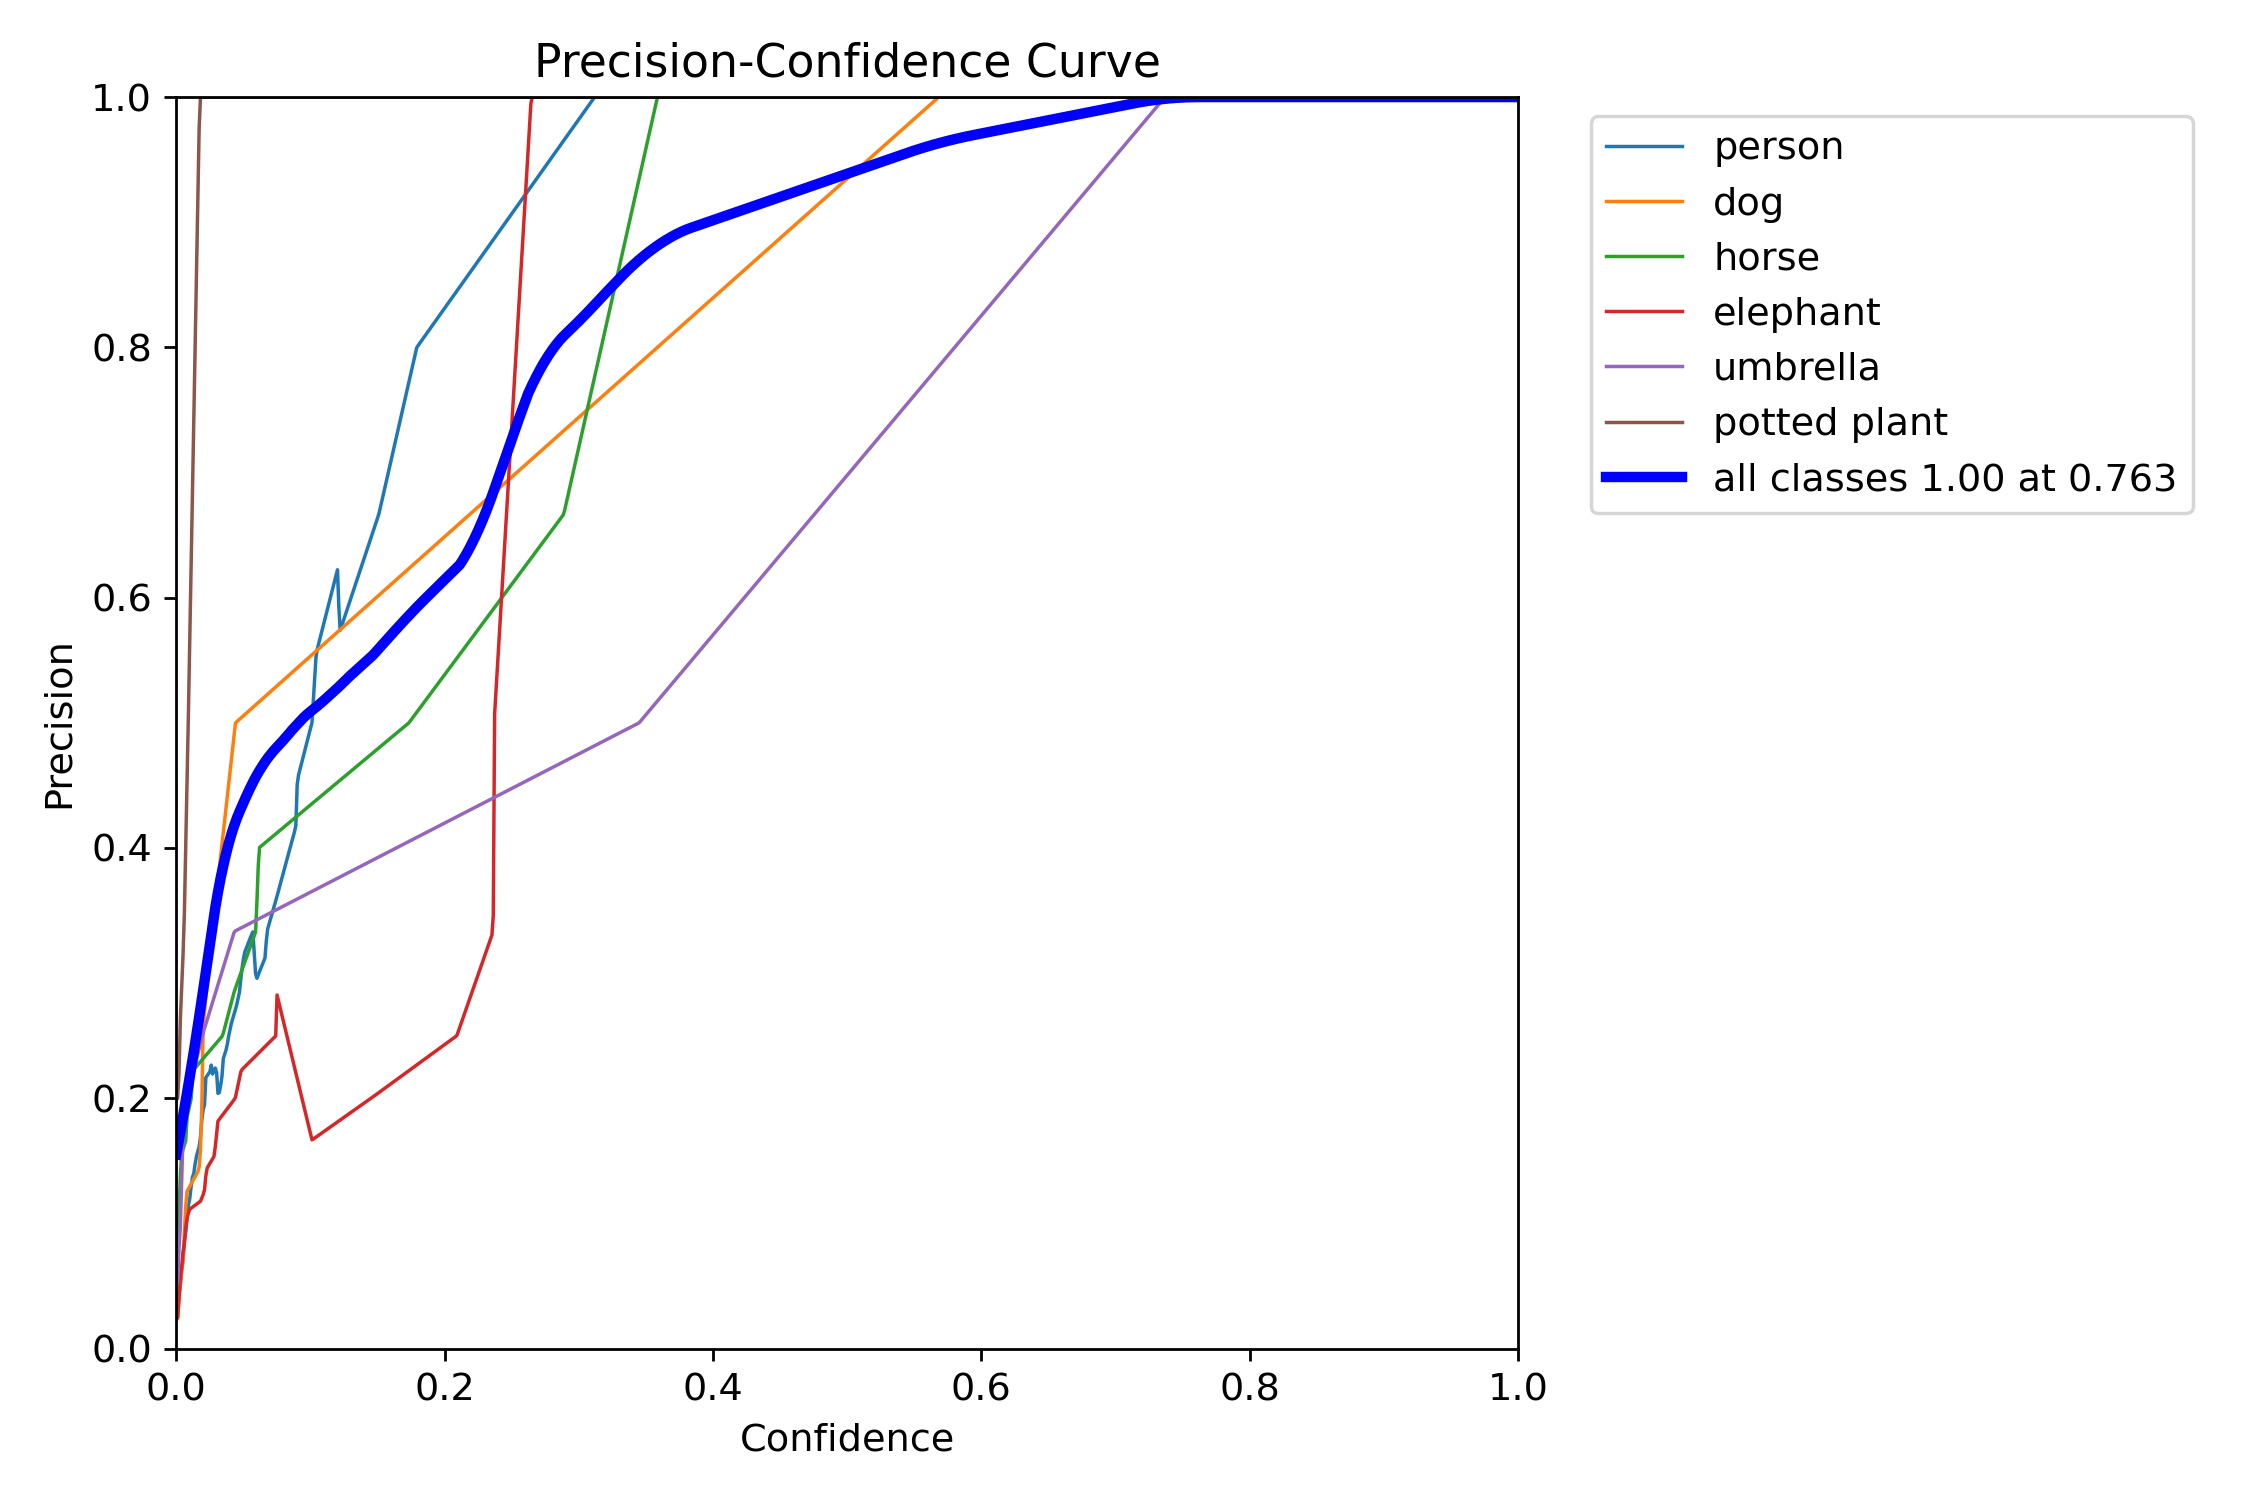 Precision-Confidence Curve
1.0
0.8
0.6
0.4
0.2
0.0
Precision
0.0 0.2 0.4 0.6 0.8 1.0
Confidence
person
dog
horse
elephant
umbrella
potted plant
all classes 1.00 at 0.763